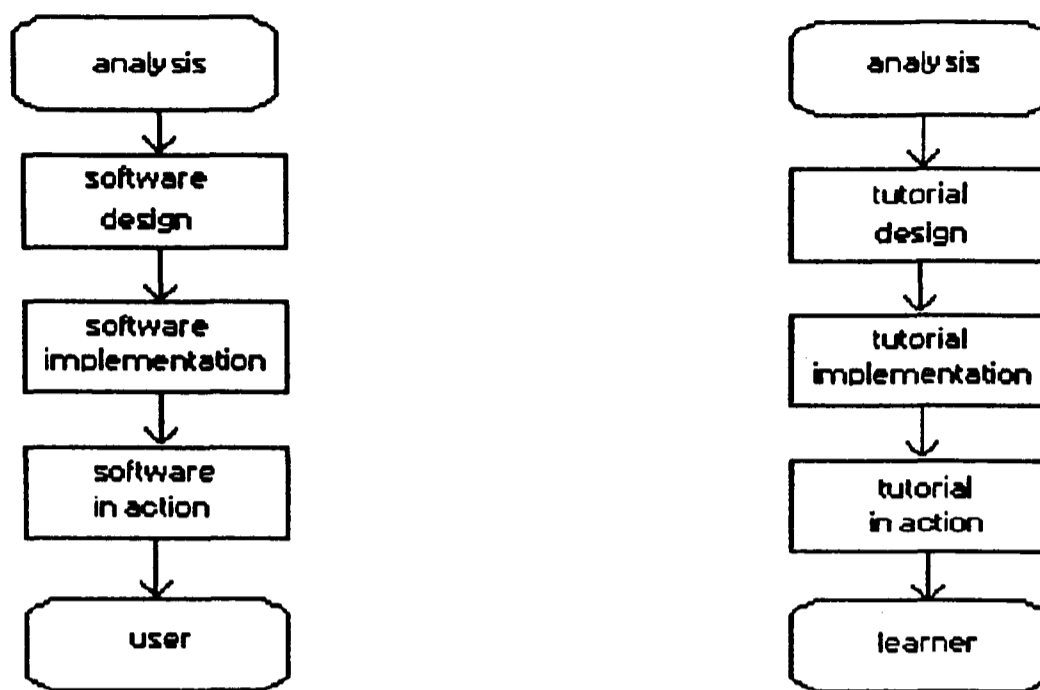 analysis
software
design
software
implementation
software
in action
user
analysis
tutorial
design
tutorial
implementation
tutorial
in action
learner